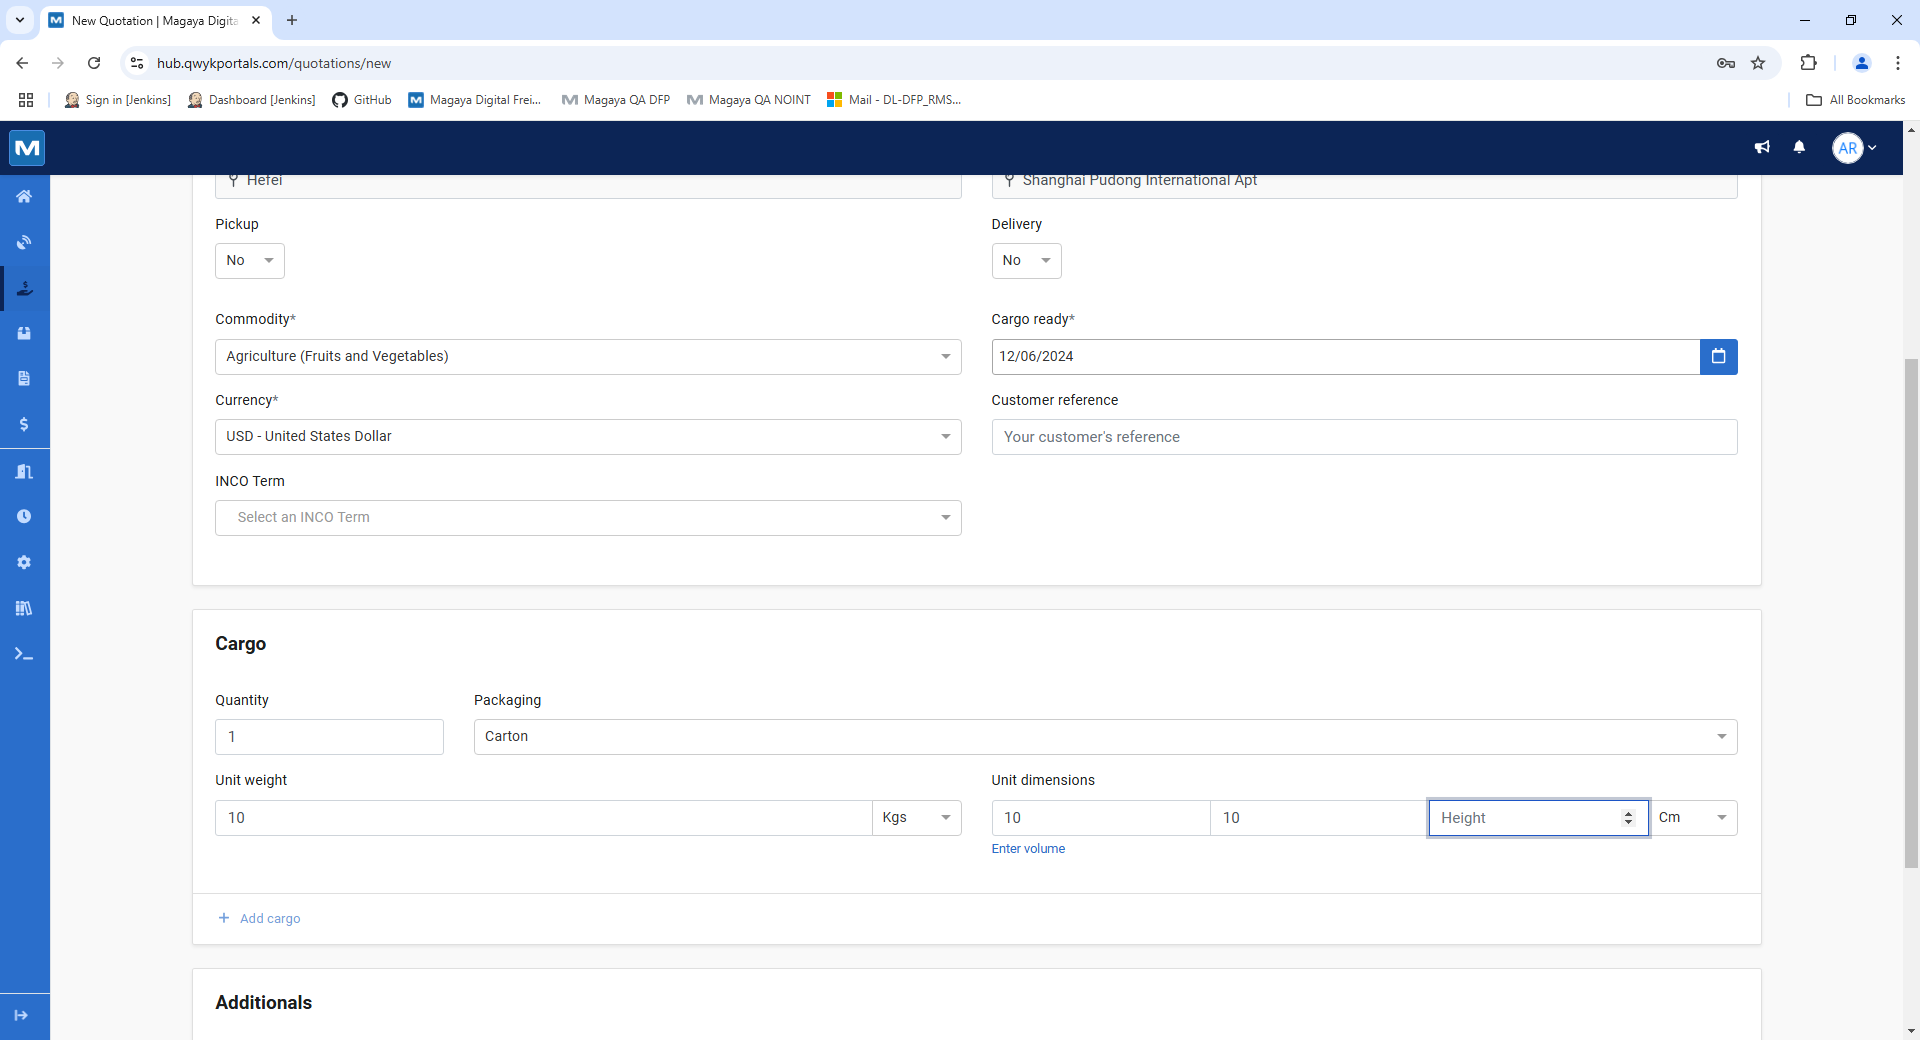 New Quotation | Magaya Digita
hub.qwykportals.com/quotations/new
Sign in [Jenkins]
Dashboard [Jenkins]
GitHub
Magaya Digital Frei...
Magaya QA DFP
Magaya QA NOINT
Mail - DL-DFP_RMS...
All Bookmarks
M
AR
Hefei
Shanghai Pudong International Apt
Pickup
Delivery
No
No
Commodity*
Cargo ready*
Agriculture (Fruits and Vegetables)
12/06/2024
Currency*
Customer reference
USD - United States Dollar
Your customer's reference
INCO Term
Select an INCO Term
Cargo
Quantity
Packaging
1
Carton
Unit weight
Unit dimensions
10
Kgs
10
10
Height
Cm
Enter volume
+ Add cargo
Additionals